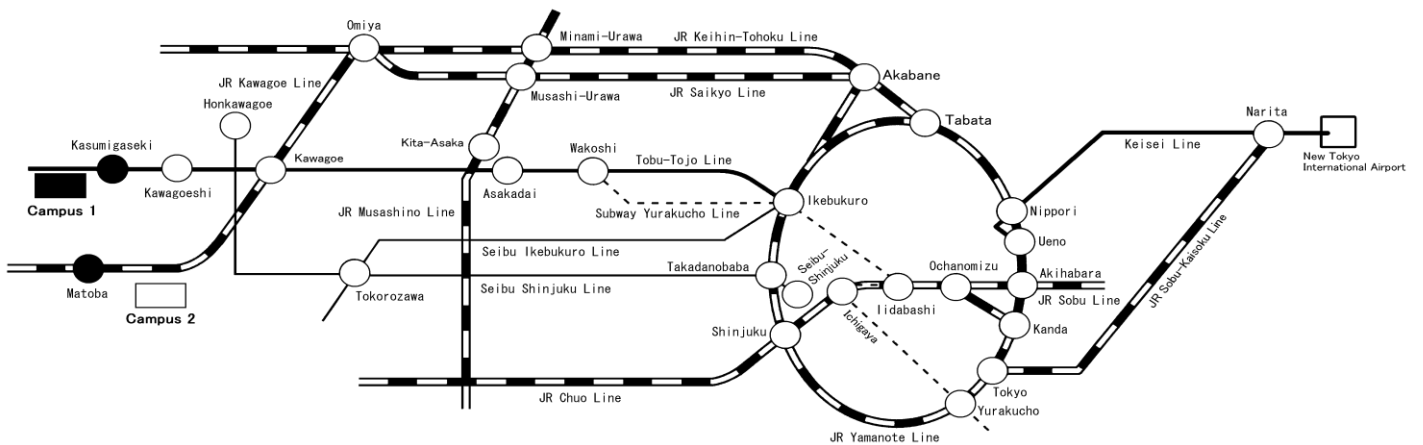 Omiya
Minami-Urawa
JR Keihin-Tohoku Line
JR Kawagoe Line
Akabane
Honkawagoe
Musashi-Urawa
JR Saikyo Line
Narita
Tabata
Kasumigaseki
Kita-Asaka
Keisei Line
New Tokyo
International Airport
Kawagoe
Wakoshi
Tobu-Tojo Line
Kawagoeshi
Asakadai
Campus 1
JR Musashino Line
Subway Yurakucho Line
Ikebukuro
Nippori
Ueno
Seibu Ikebukuro Line
Takadanobaba
Seibu-
Shinjuku
Ochanomizu
Akihabara
JR Sobu-Kaisoku Line
Matoba
Campus 2
Tokorozawa
Seibu Shinjuku Line
JR Sobu Line
Iidabashi
Ichigaya
Shinjuku
Kanda
Tokyo
JR Chuo Line
Yurakucho
JR Yamanote Line